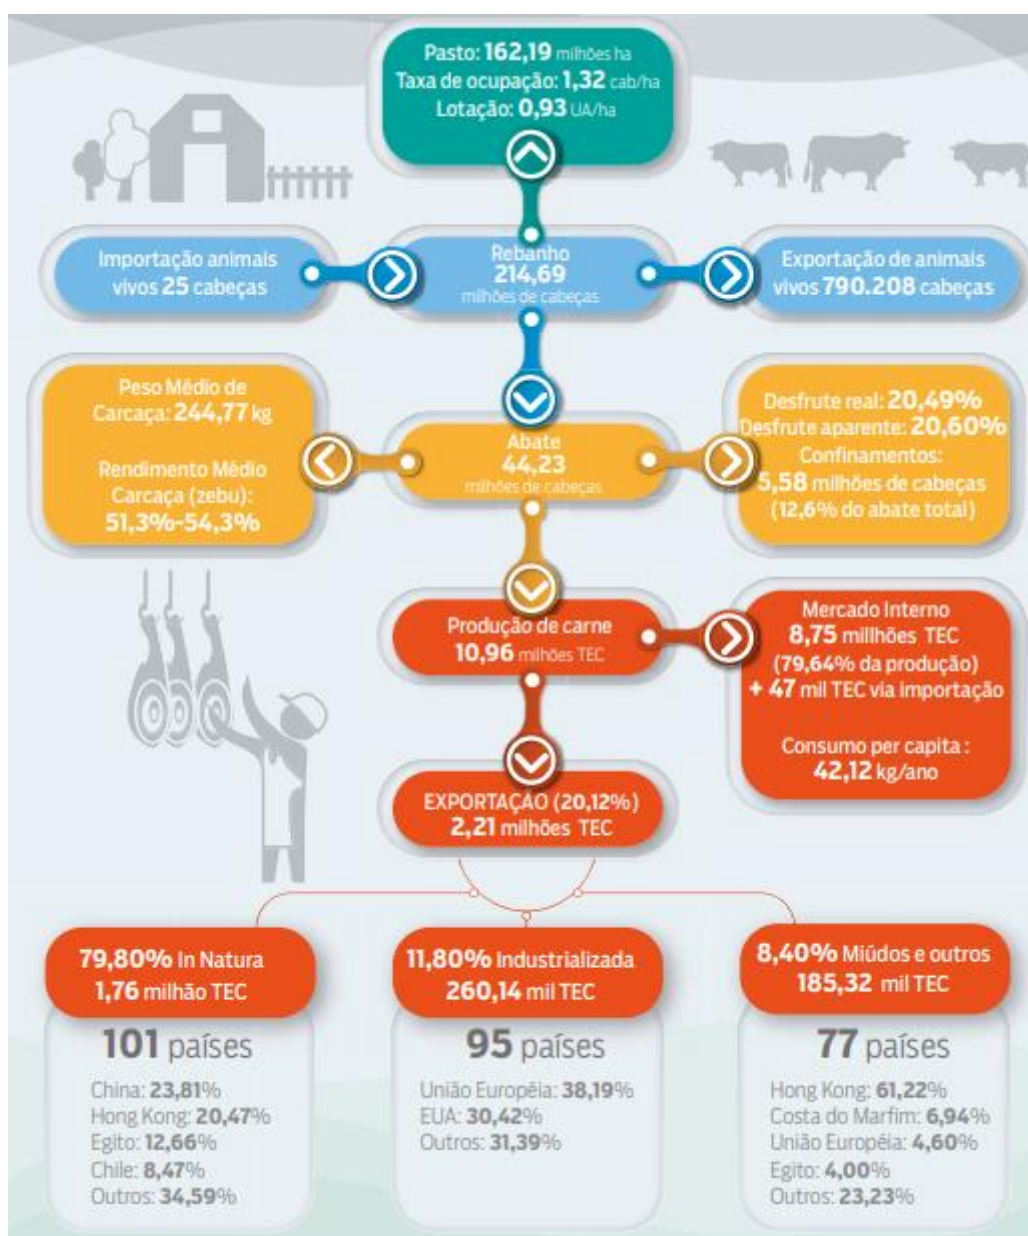 Pasto: 162,19 milhões ha
Taxa de ocupação: 1,32 cab/ha
Lotação: 0,93 UA/ha
Importação animais
vivos 25 cabeças
Rebanho
214,69
milhões de cabeças
Exportação de animais
vivos 790.208 cabeças
Peso Médio de
Carcaça: 244,77 kg
Rendimento Médio
Carcaça (zebu):
51,3%-54,3%
Abate
44,23
milhões de cabeças
Desfrute real: 20,49%
Desfrute aparente: 20,60%
Confinamentos:
5,58 milhões de cabeças
(12,6% do abate total)
Produção de carne
10,96 milhões TEC
Mercado Interno
8,75 millhões TEC
(79,64% da produção)
+ 47 mil TEC via importação
Consumo per capita :
42,12 kg/ano
EXPORTAÇÃO (20,12%)
2,21 milhões TEC
79,80% In Natura
1,76 milhão TEC
101 países
China: 23,81%
Hong Kong: 20,47%
Egito: 12,66%
Chile: 8,47%
Outros: 34,59%
11,80% Industrializada
260,14 mil TEC
95 países
União Européia: 38,19%
EUA: 30,42%
Outros: 31,39%
8,40% Miúdos e outros
185,32 mil TEC
77 países
Hong Kong: 61,22%
Costa do Marfim: 6,94%
União Européia: 4,60%
Egito: 4,00%
Outros: 23,23%